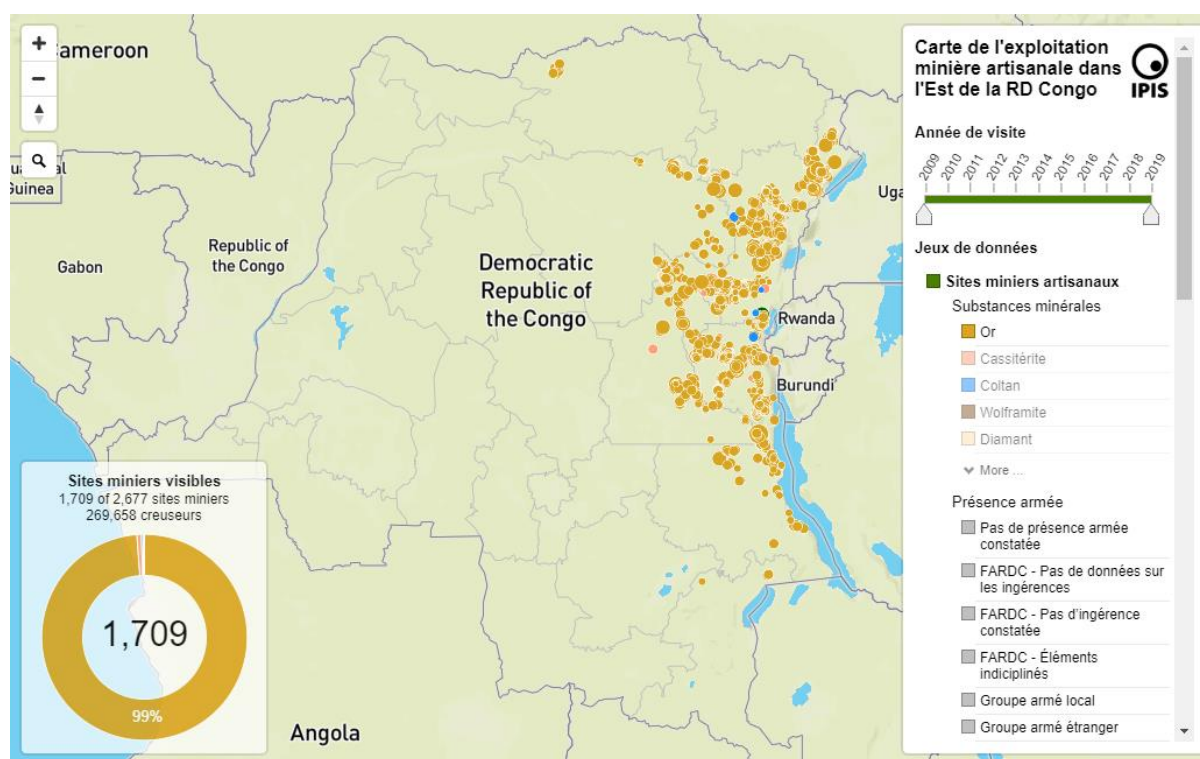 +
−
ameroon
Republic of
the Congo
Gabon
Guinea
Democratic
Republic of
the Congo
Rwanda
Burundi
Angola
Sites miniers visibles
1,709 of 2,677 sites miniers
269,658 creuseurs
1,709
99%
Carte de l'exploitation
minière artisanale dans
l'Est de la RD Congo
IPIS
Année de visite
2009 2010 2011 2012 2013 2014 2015 2016 2017 2018 2019
Jeux de données
Sites miniers artisanaux
Substances minérales
Or
Cassitérite
Coltan
Wolframite
Diamant
More ...
Présence armée
Pas de présence armée
constatée
FARDC - Pas de données sur
les ingérences
FARDC - Pas d'ingérence
constatée
FARDC - Éléments
indiciplinés
Groupe armé local
Groupe armé étranger